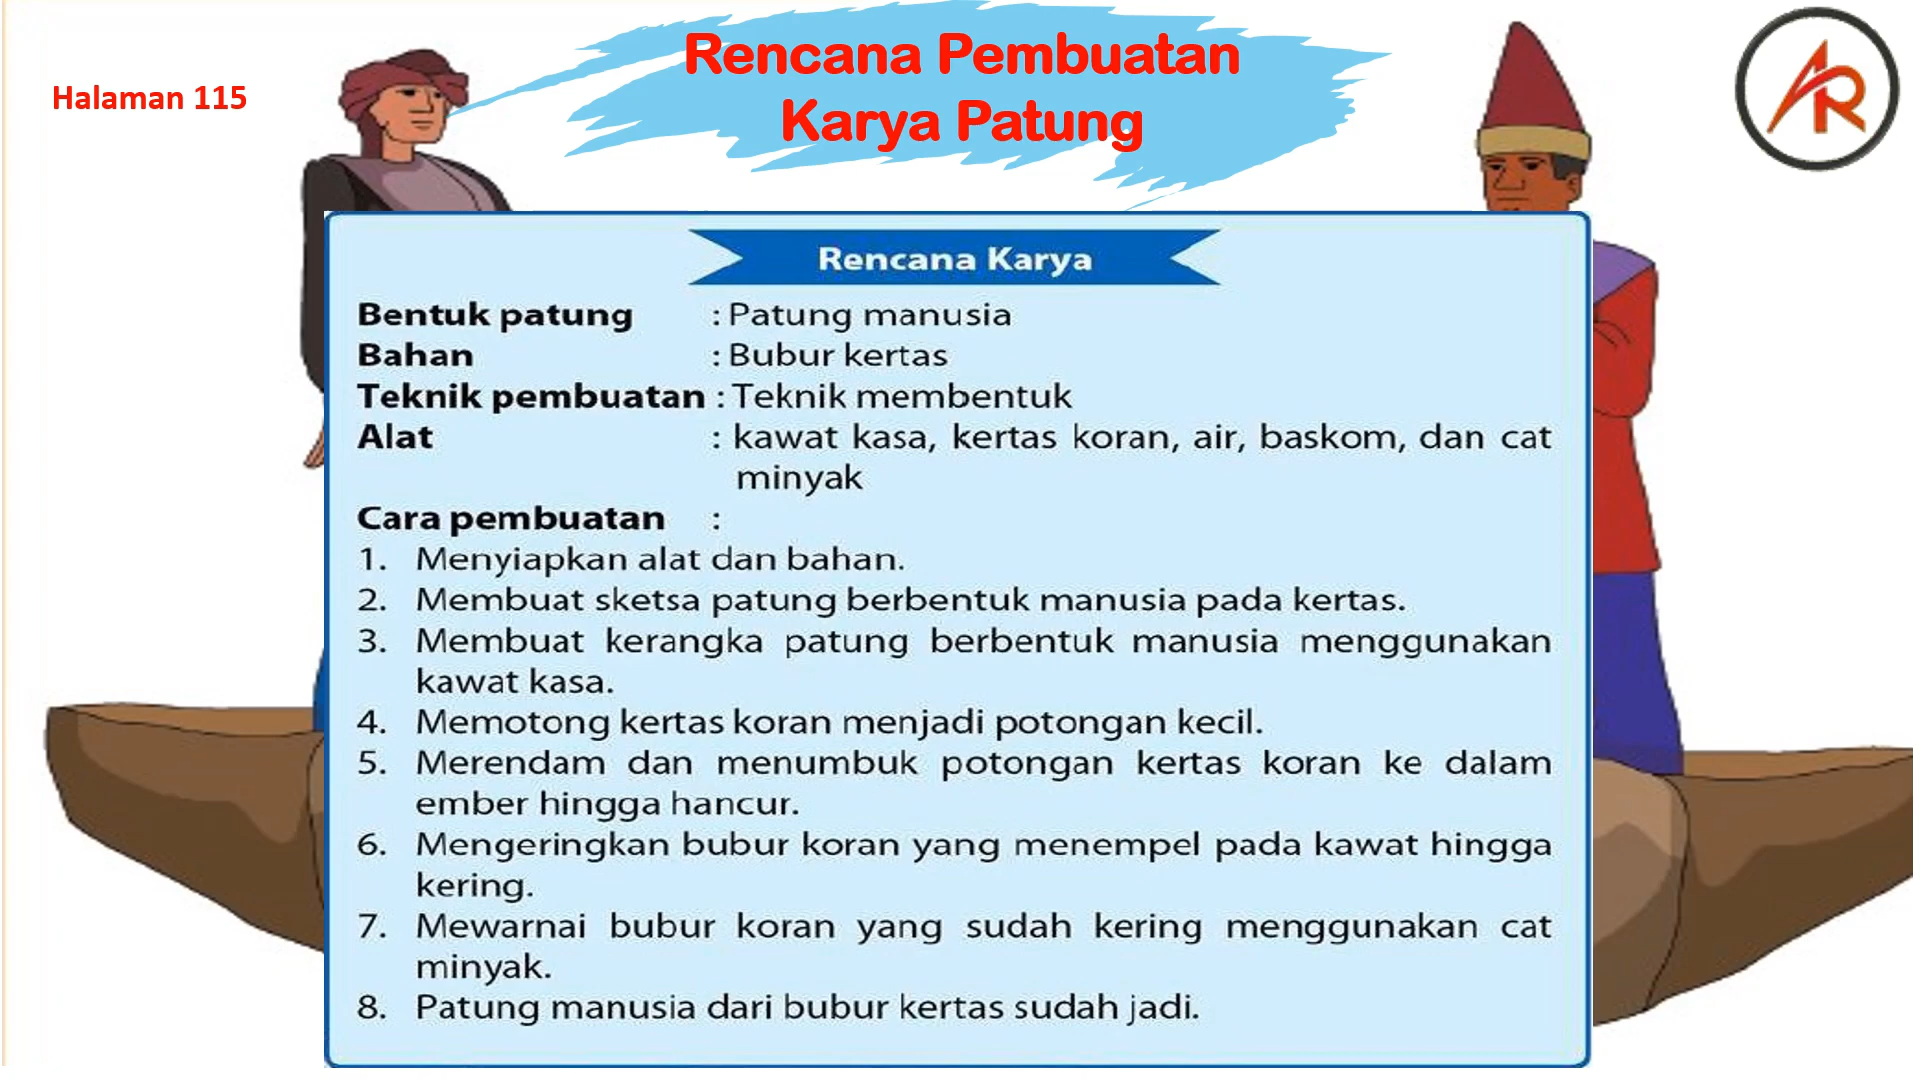 Halaman 115
Rencana Pembuatan
Karya Patung
AR
Rencana Karya
Bentuk patung : Patung manusia
Bahan : Bubur kertas
Teknik pembuatan : Teknik membentuk
Alat : kawat kasa, kertas koran, air, baskom, dan cat
minyak
Cara pembuatan :
1. Menyiapkan alat dan bahan.
2. Membuat sketsa patung berbentuk manusia pada kertas.
3. Membuat kerangka patung berbentuk manusia menggunakan
kawat kasa.
4. Memotong kertas koran menjadi potongan kecil.
5. Merendam dan menumbuk potongan kertas koran ke dalam
ember hingga hancur.
6. Mengeringkan bubur koran yang menempel pada kawat hingga
kering.
7. Mewarnai bubur koran yang sudah kering menggunakan cat
minyak.
8. Patung manusia dari bubur kertas sudah jadi.